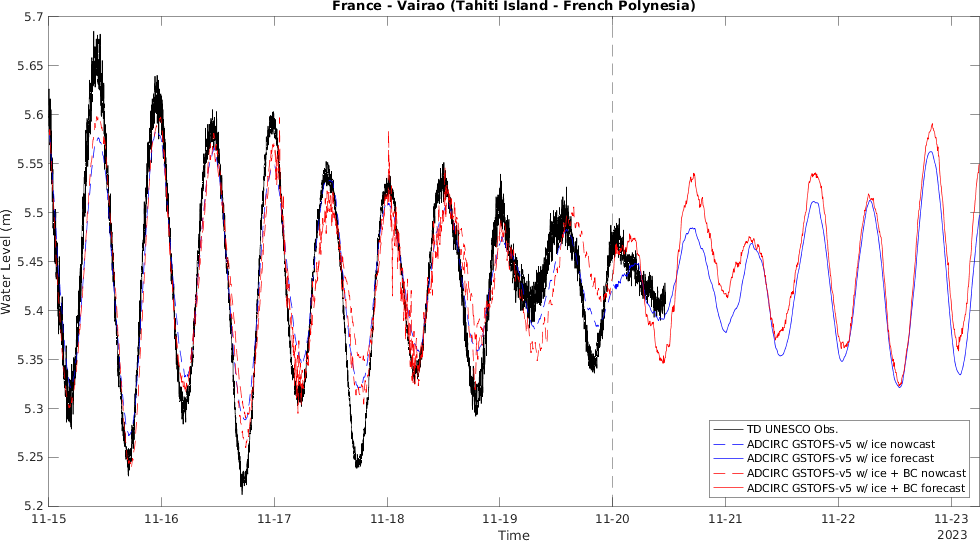 France - Vairao (Tahiti Island - French Polynesia)
Water Level (m)
5.7
5.65
5.6
5.55
5.5
5.45
5.4
5.35
5.3
5.25
5.2
TD UNESCO Obs.
ADCIRC GSTOFS-v5 w/ ice nowcast
ADCIRC GSTOFS-v5 w/ ice forecast
ADCIRC GSTOFS-v5 w/ ice + BC nowcast
ADCIRC GSTOFS-v5 w/ ice + BC forecast
11-15 11-16 11-17 11-18 11-19 11-20 11-21 11-22 11-23
Time
2023